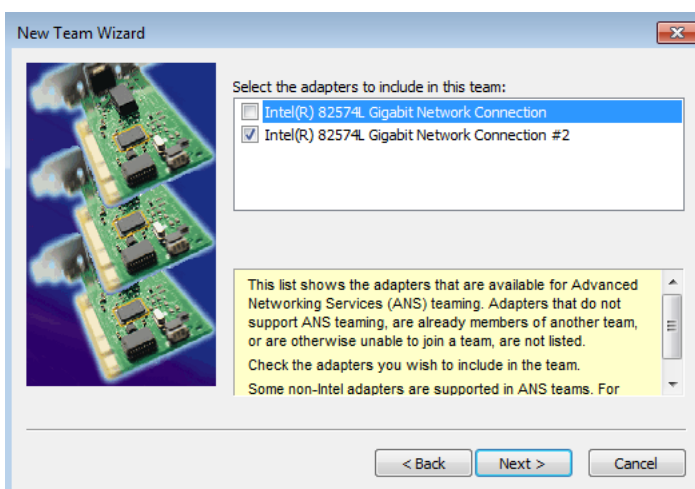 New Team Wizard
Select the adapters to include in this team:
Intel(R) 82574L Gigabit Network Connection
Intel(R) 82574L Gigabit Network Connection #2
This list shows the adapters that are available for Advanced
Networking Services (ANS) teaming. Adapters that do not
support ANS teaming, are already members of another team,
or are otherwise unable to join a team, are not listed.
Check the adapters you wish to include in the team.
Some non-Intel adapters are supported in ANS teams. For
< Back
Next >
Cancel